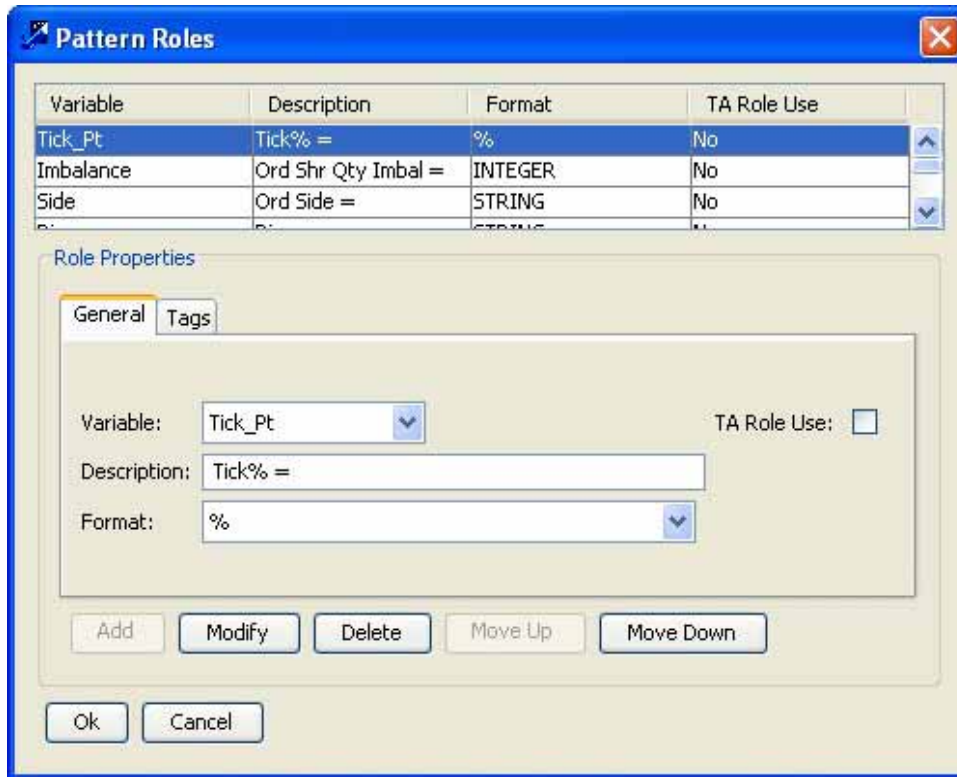 Pattern Roles
Variable Description Format TA Role Use
Tick_Pt Tick% = % No
Imbalance Ord Shr Qty Imbal = INTEGER No
Side Ord Side = STRING No
Role Properties
General Tags
Variable: Tick_Pt TA Role Use:
Description: Tick% =
Format: %
Add Modify Delete Move Up Move Down
Ok Cancel